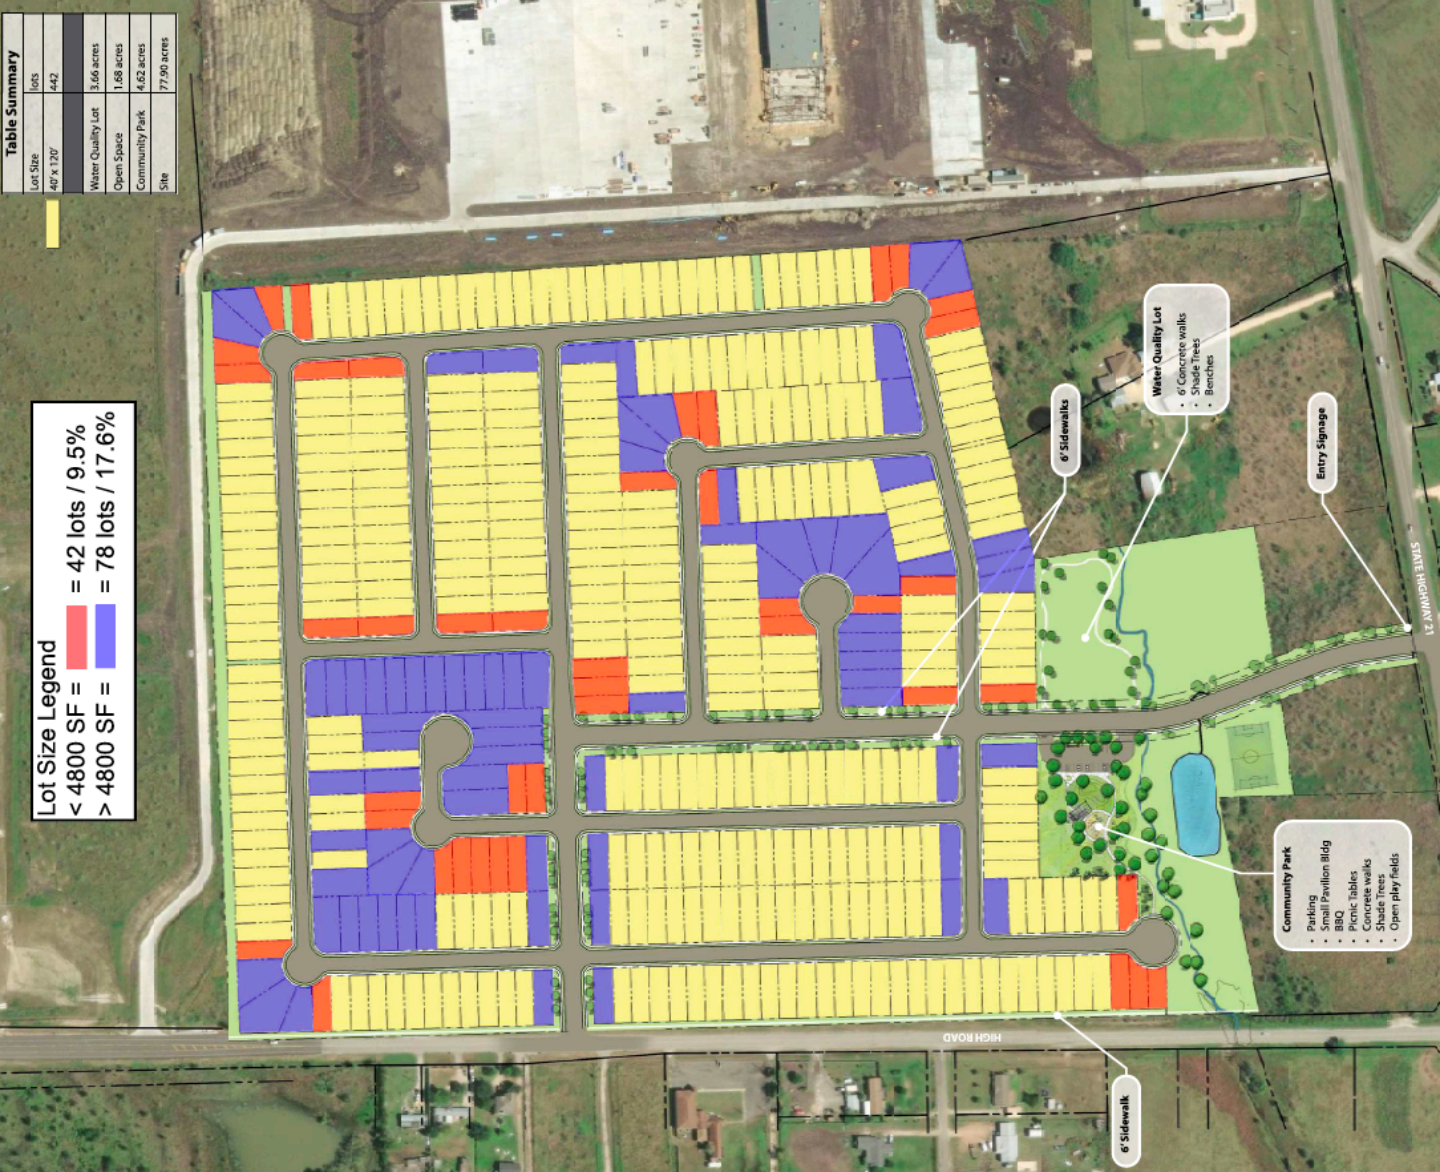 Table Summary
Lot Size lots
40' x 120' 442
Water Quality Lot 3.66 acres
Open Space 1.68 acres
Community Park 4.62 acres
Site 77.90 acres
Lot Size Legend
< 4800 SF = = 42 lots / 9.5%
> 4800 SF = = 78 lots / 17.6%
Water Quality Lot
• 6' Concrete walks
• Shade Trees
• Benches
6' Sidewalks
Entry Signage
STATE HIGHWAY 21
Community Park
• Parking
• Small Pavilion Bldg
• BBQ
• Picnic Tables
• Concrete walks
• Shade Trees
• Open play fields
HIGH ROAD
6' Sidewalk